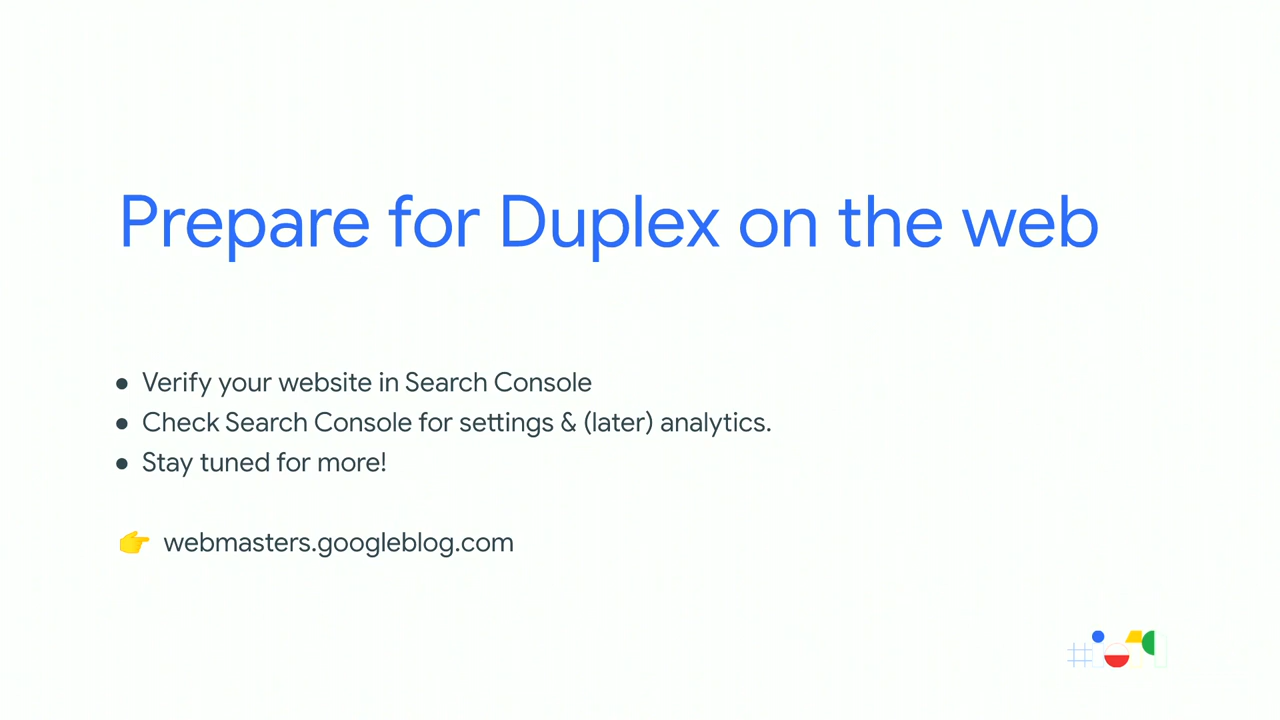 Prepare for Duplex on the web
● Verify your website in Search Console
● Check Search Console for settings & (later) analytics.
● Stay tuned for more!
👉 webmasters.googleblog.com
#io19